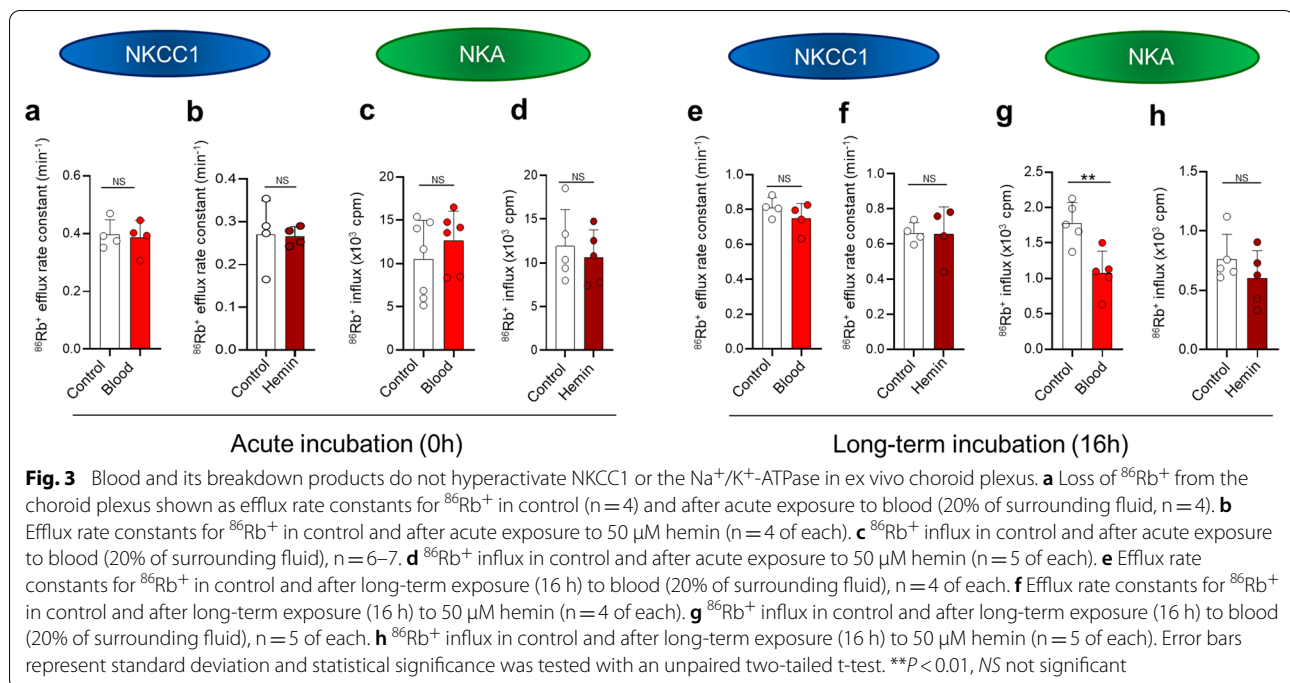 NKCC1 NKA NKCC1 NKA
a b c d e f g h
⁸⁶Rb⁺ efflux rate constant (min⁻¹)
0.6
0.4
0.2
0.0
NS
Control
Blood
⁸⁶Rb⁺ efflux rate constant (min⁻¹)
0.4
0.3
0.2
0.1
0.0
NS
Control
Hemin
⁸⁶Rb⁺ influx (x10³ cpm)
20
15
10
5
0
NS
Control
Blood
⁸⁶Rb⁺ influx (x10³ cpm)
20
15
10
5
0
NS
Control
Hemin
⁸⁶Rb⁺ efflux rate constant (min⁻¹)
1.0
0.8
0.6
0.4
0.2
0.0
NS
Control
Blood
⁸⁶Rb⁺ efflux rate constant (min⁻¹)
1.0
0.8
0.6
0.4
0.2
0.0
NS
Control
Hemin
⁸⁶Rb⁺ influx (x10³ cpm)
2.5
2.0
1.5
1.0
0.5
0.0
**
Control
Blood
⁸⁶Rb⁺ influx (x10³ cpm)
1.5
1.0
0.5
0.0
NS
Control
Hemin
Acute incubation (0h) Long-term incubation (16h)
Fig. 3 Blood and its breakdown products do not hyperactivate NKCC1 or the Na⁺/K⁺-ATPase in ex vivo choroid plexus. a Loss of ⁸⁶Rb⁺ from the
choroid plexus shown as efflux rate constants for ⁸⁶Rb⁺ in control (n = 4) and after acute exposure to blood (20% of surrounding fluid, n = 4). b
Efflux rate constants for ⁸⁶Rb⁺ in control and after acute exposure to 50 µM hemin (n = 4 of each). c ⁸⁶Rb⁺ influx in control and after acute exposure
to blood (20% of surrounding fluid), n = 6–7. d ⁸⁶Rb⁺ influx in control and after acute exposure to 50 µM hemin (n = 5 of each). e Efflux rate
constants for ⁸⁶Rb⁺ in control and after long-term exposure (16 h) to blood (20% of surrounding fluid), n = 4 of each. f Efflux rate constants for ⁸⁶Rb⁺
in control and after long-term exposure (16 h) to 50 µM hemin (n = 4 of each). g ⁸⁶Rb⁺ influx in control and after long-term exposure (16 h) to blood
(20% of surrounding fluid), n = 5 of each. h ⁸⁶Rb⁺ influx in control and after long-term exposure (16 h) to 50 µM hemin (n = 5 of each). Error bars
represent standard deviation and statistical significance was tested with an unpaired two-tailed t-test. **P < 0.01, NS not significant